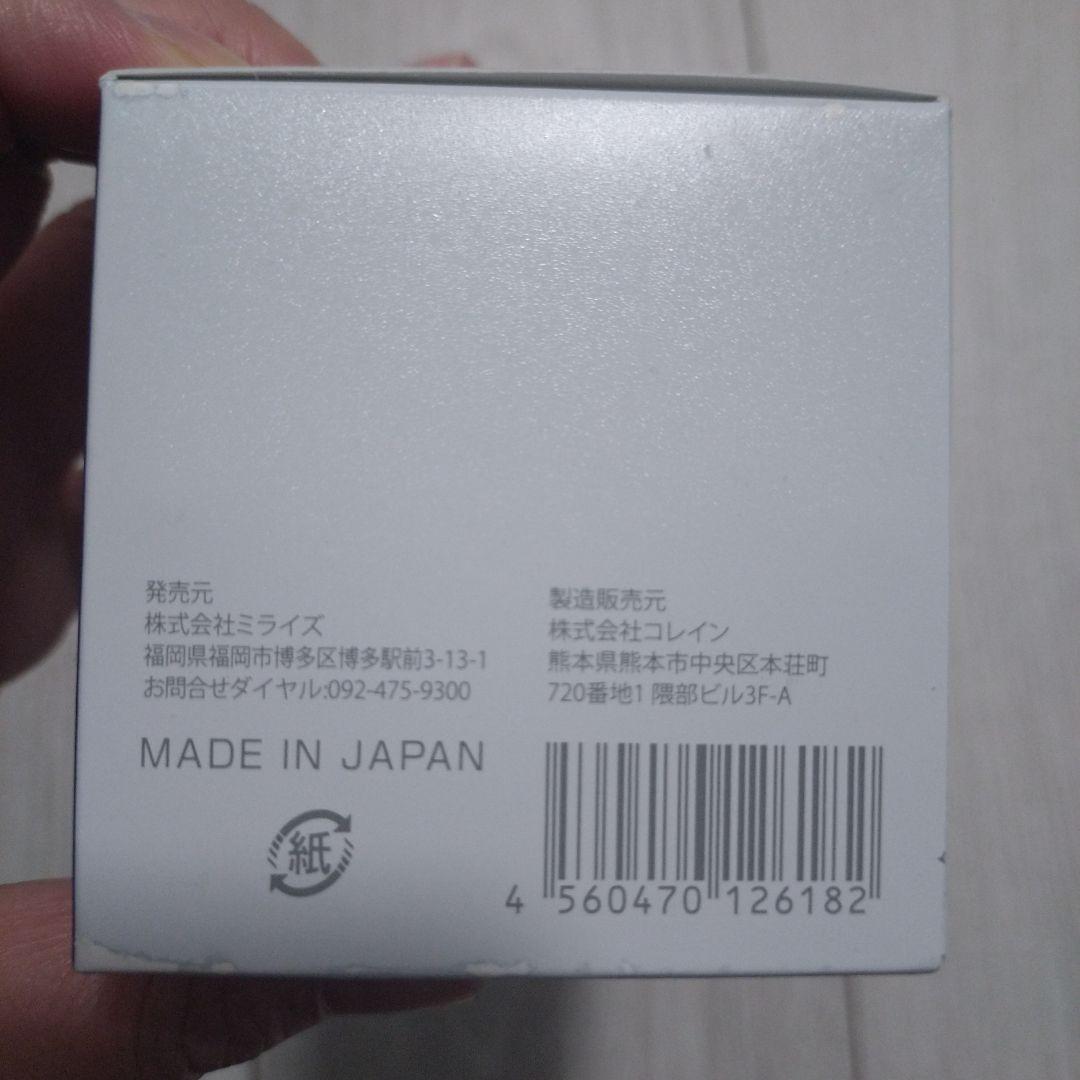 発売元
株式会社ミライズ
福岡県福岡市博多区博多駅前3-13-1
お問合せダイヤル:092-475-9300
MADE IN JAPAN
紙
製造販売元
株式会社コレイン
熊本県熊本市中央区本荘町
720番地1 隈部ビル3F-A
4 560470 126182